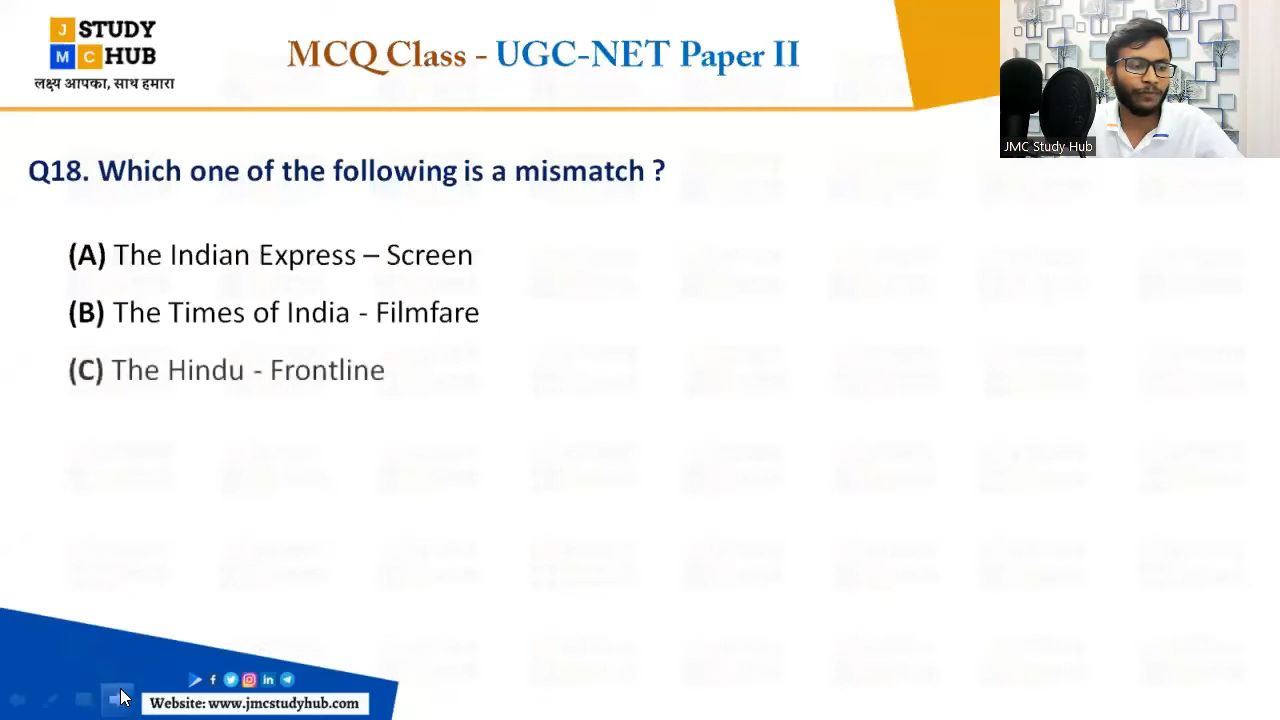 J STUDY
M C HUB
लक्ष्य आपका, साथ हमारा
MCQ Class - UGC-NET Paper II
JMC Study Hub
Q18. Which one of the following is a mismatch ?
(A) The Indian Express – Screen
(B) The Times of India - Filmfare
(C) The Hindu - Frontline
Website: www.jmcstudyhub.com